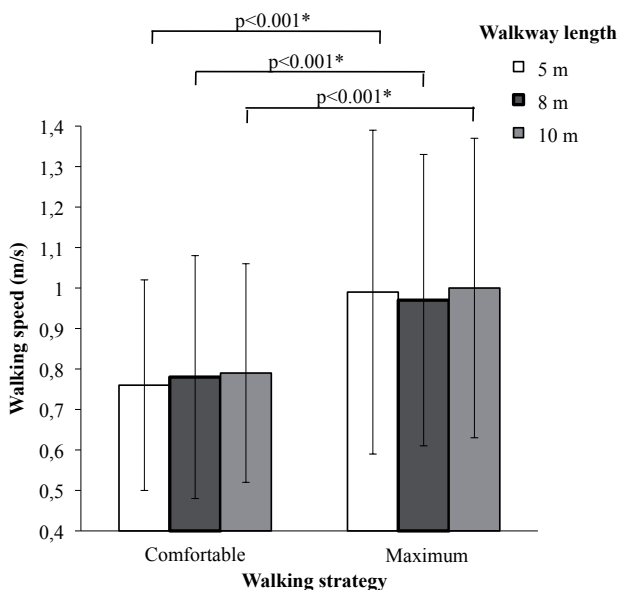 p<0.001*
Walkway length
p<0.001*
5 m
p<0.001*
8 m
10 m
1,4
1,3
1,2
1,1
1
0,9
0,8
0,7
0,6
0,5
0,4
Walking speed (m/s)
Comfortable
Maximum
Walking strategy